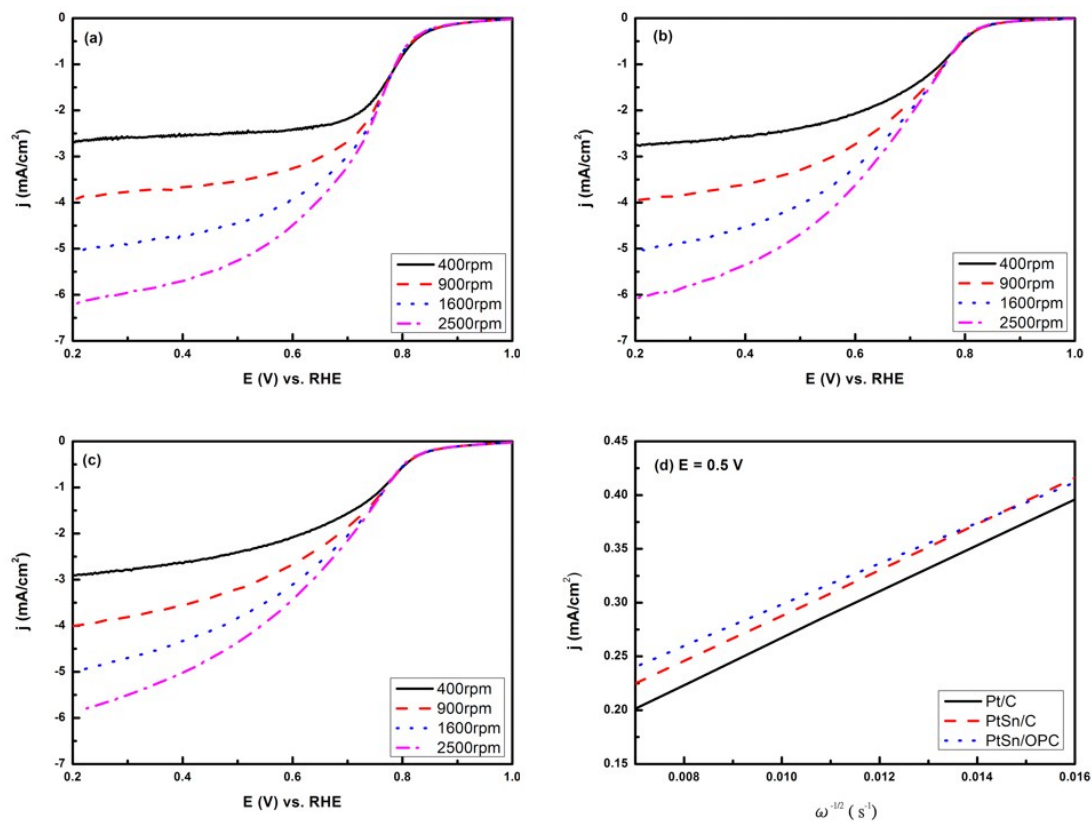 (a)
0
-1
-2
-3
-4
-5
-6
-7
j (mA/cm²)
400rpm
900rpm
1600rpm
2500rpm
0.2 0.4 0.6 0.8 1.0
E (V) vs. RHE
(b)
0
-1
-2
-3
-4
-5
-6
-7
j (mA/cm²)
400rpm
900rpm
1600rpm
2500rpm
0.2 0.4 0.6 0.8 1.0
E (V) vs. RHE
(c)
0
-1
-2
-3
-4
-5
-6
-7
j (mA/cm²)
400rpm
900rpm
1600rpm
2500rpm
0.2 0.4 0.6 0.8 1.0
E (V) vs. RHE
(d) E = 0.5 V
0.45
0.40
0.35
0.30
0.25
0.20
0.15
j (mA/cm²)
Pt/C
PtSn/C
PtSn/OPC
0.008 0.010 0.012 0.014 0.016
ω⁻¹/² (s⁻¹)